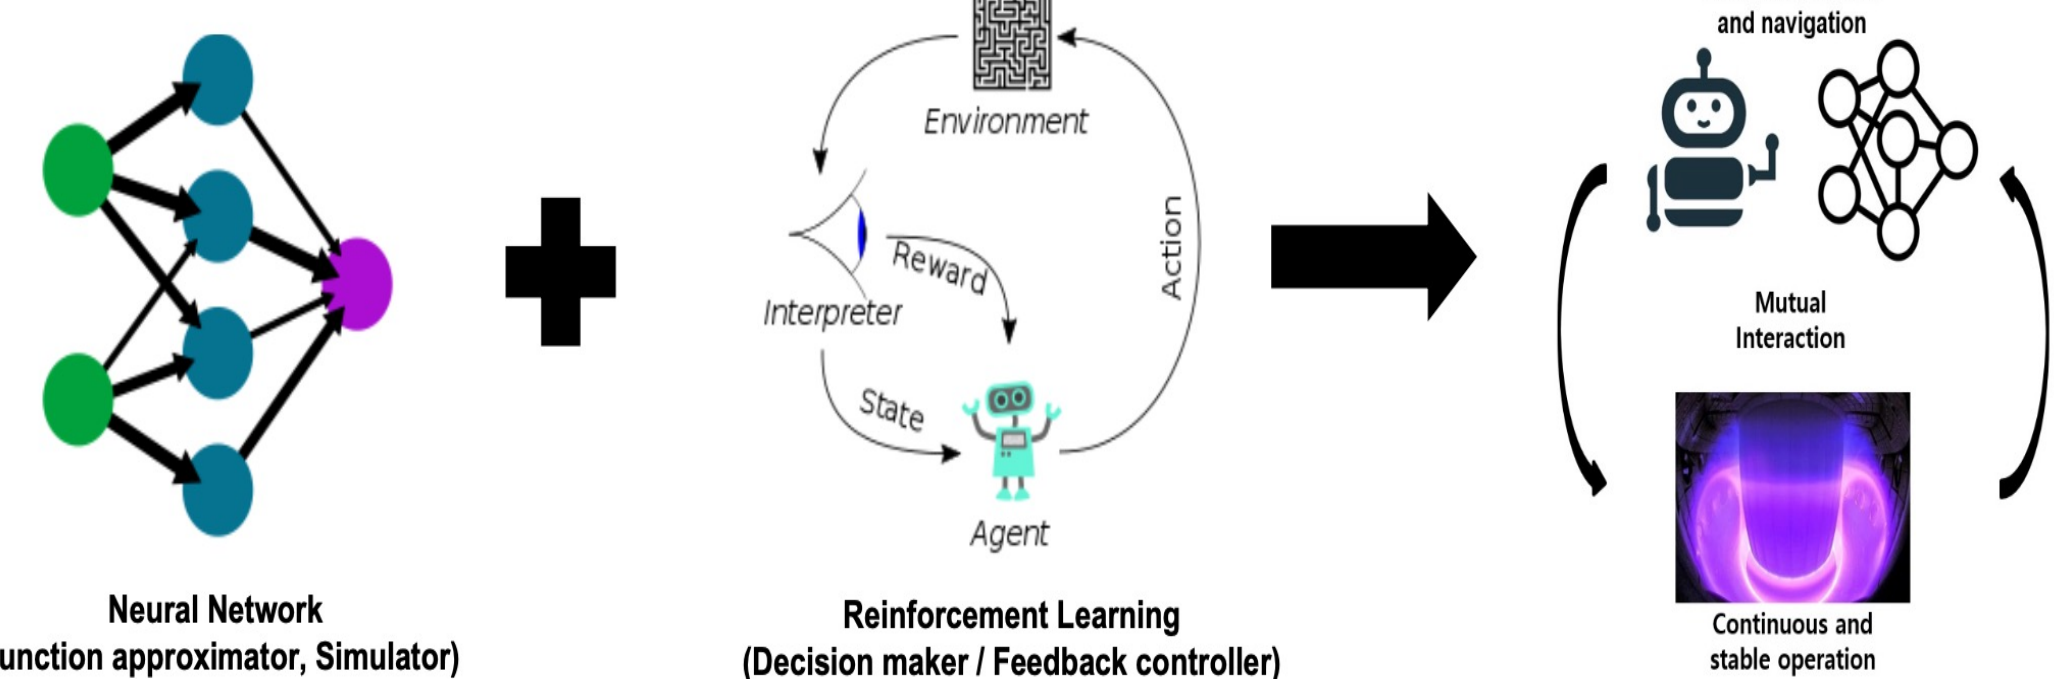 Neural Network
unction approximator, Simulator)
Environment
Reward
Interpreter
State
Action
Agent
Reinforcement Learning
(Decision maker / Feedback controller)
and navigation
Mutual
Interaction
Continuous and
stable operation